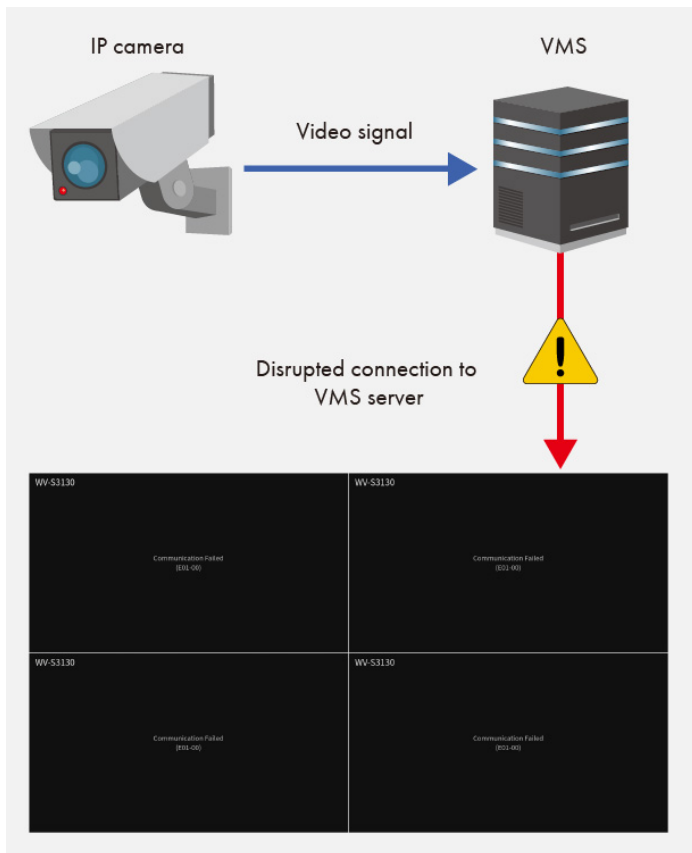 IP camera
VMS
Video signal
Disrupted connection to
VMS server
WV-S3130
WV-S3130
Communication Failed
(E01-00)
Communication Failed
(E01-00)
WV-S3130
WV-S3130
Communication Failed
(E01-00)
Communication Failed
(E01-00)